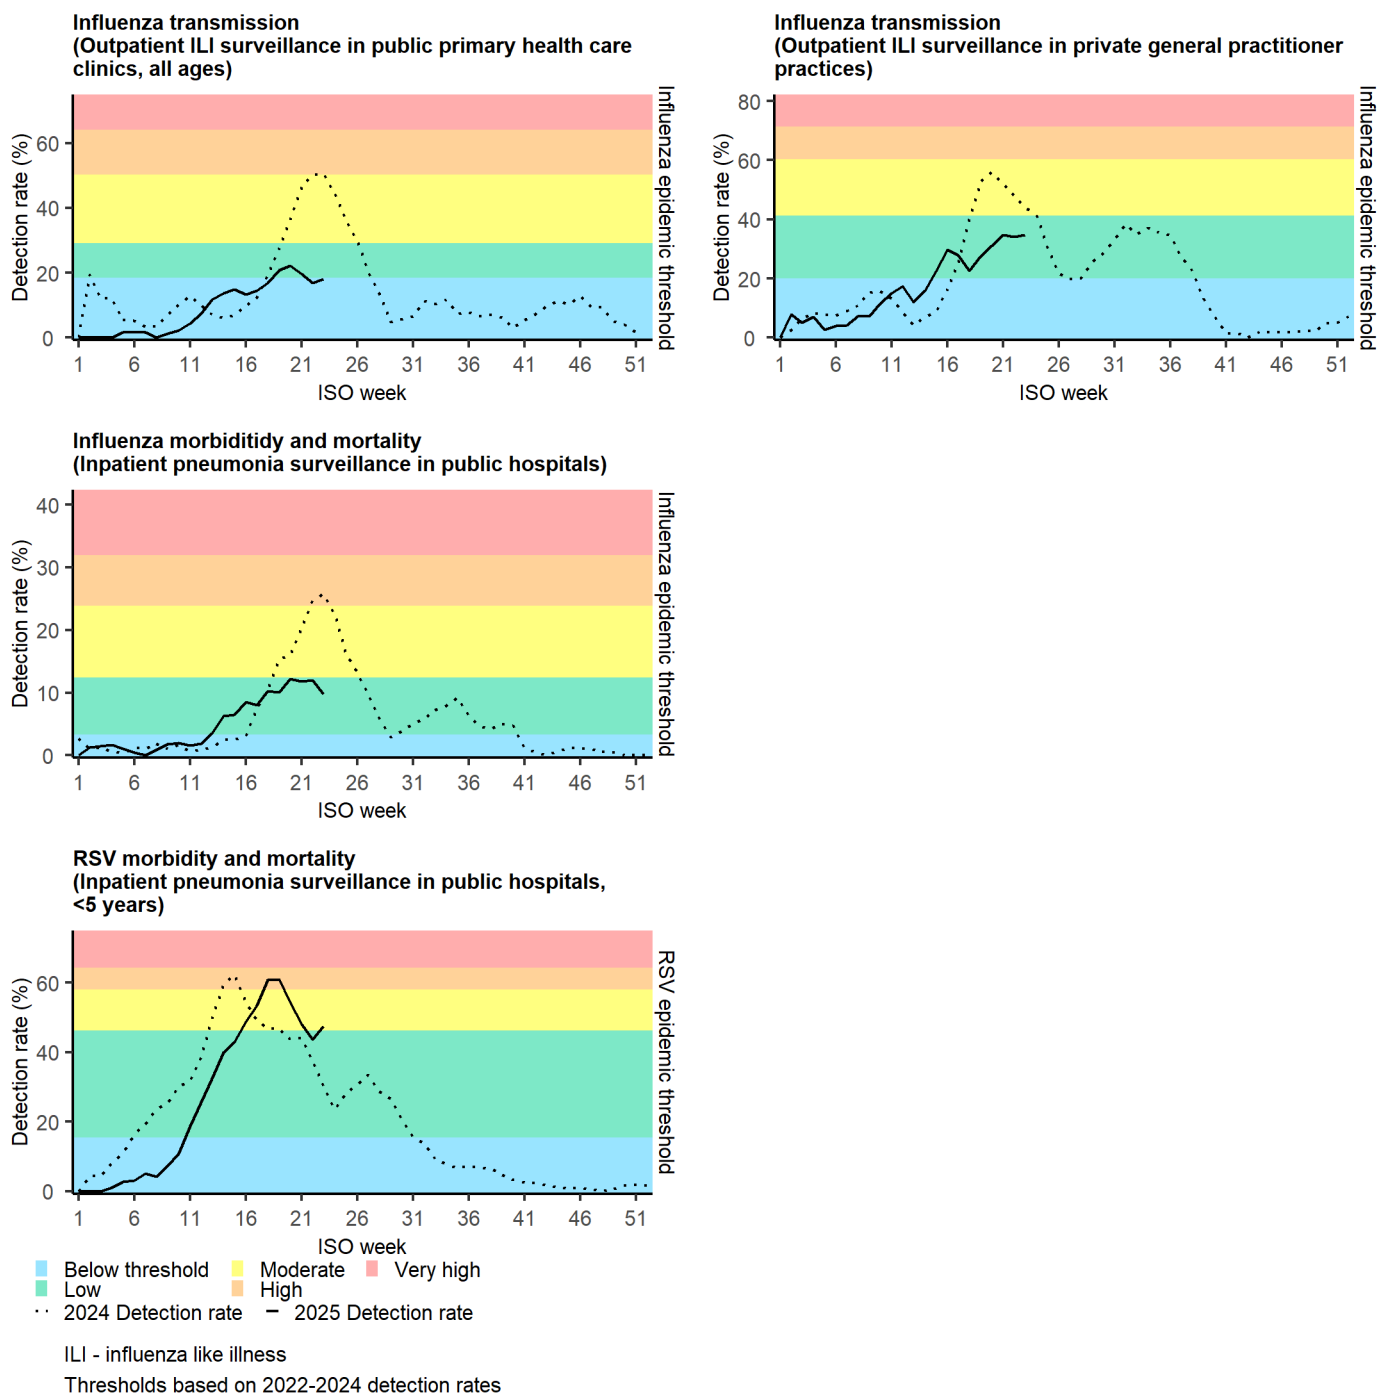 Influenza transmission
(Outpatient ILI surveillance in public primary health care
clinics, all ages)
Detection rate (%)
60
40
20
0
1 6 11 16 21 26 31 36 41 46 51
ISO week
Influenza epidemic threshold
Influenza transmission
(Outpatient ILI surveillance in private general practitioner
practices)
Detection rate (%)
80
60
40
20
0
1 6 11 16 21 26 31 36 41 46 51
ISO week
Influenza epidemic threshold
Influenza morbiditidy and mortality
(Inpatient pneumonia surveillance in public hospitals)
Detection rate (%)
40
30
20
10
0
1 6 11 16 21 26 31 36 41 46 51
ISO week
Influenza epidemic threshold
RSV morbidity and mortality
(Inpatient pneumonia surveillance in public hospitals,
<5 years)
Detection rate (%)
60
40
20
0
1 6 11 16 21 26 31 36 41 46 51
ISO week
RSV epidemic threshold
Below threshold Moderate Very high
Low High
2024 Detection rate 2025 Detection rate
ILI - influenza like illness
Thresholds based on 2022-2024 detection rates